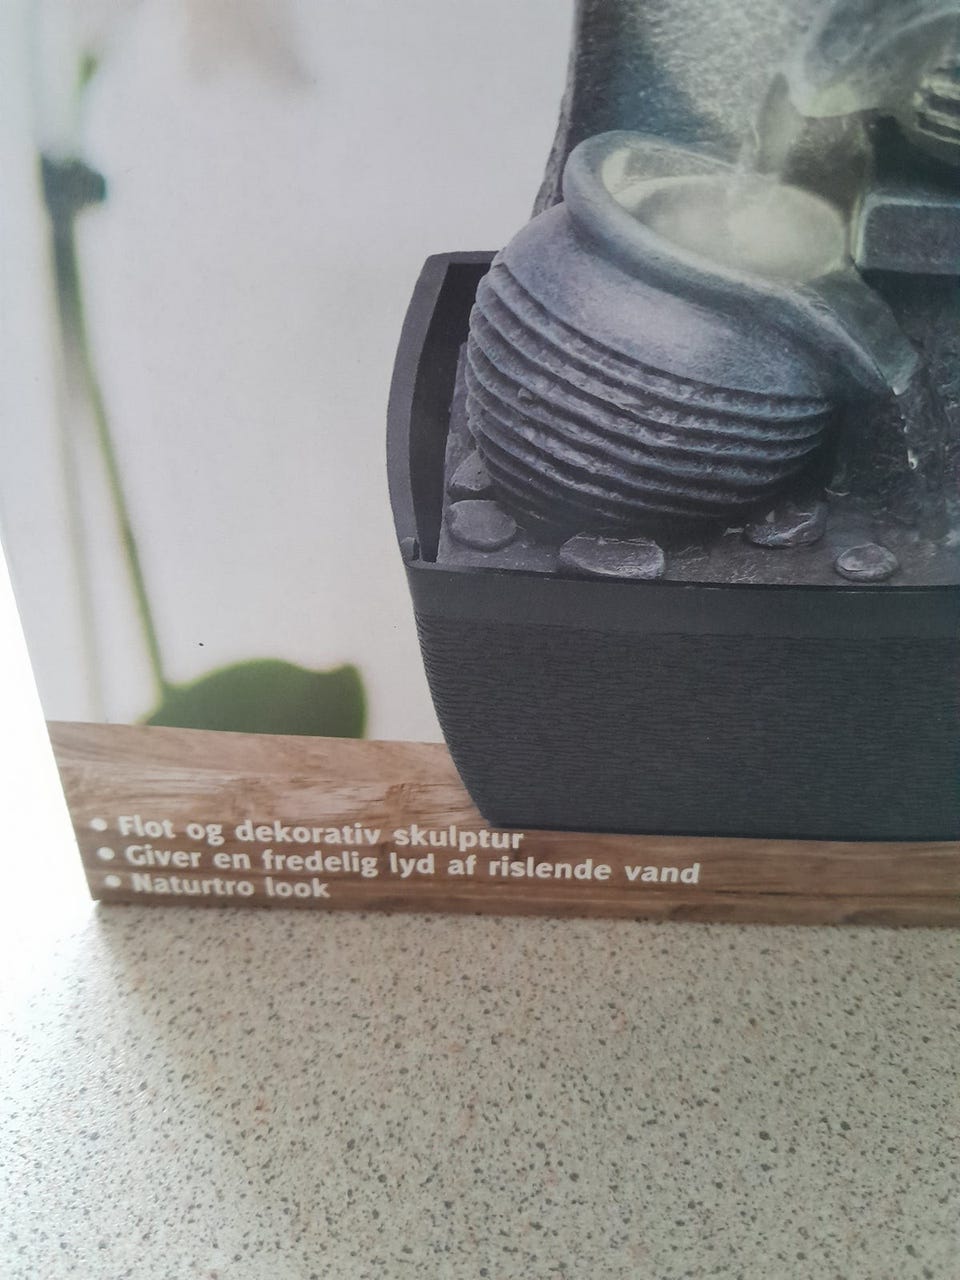 • Flot og dekorativ skulptur
• Giver en fredelig lyd af rislende vand
• Naturtro look